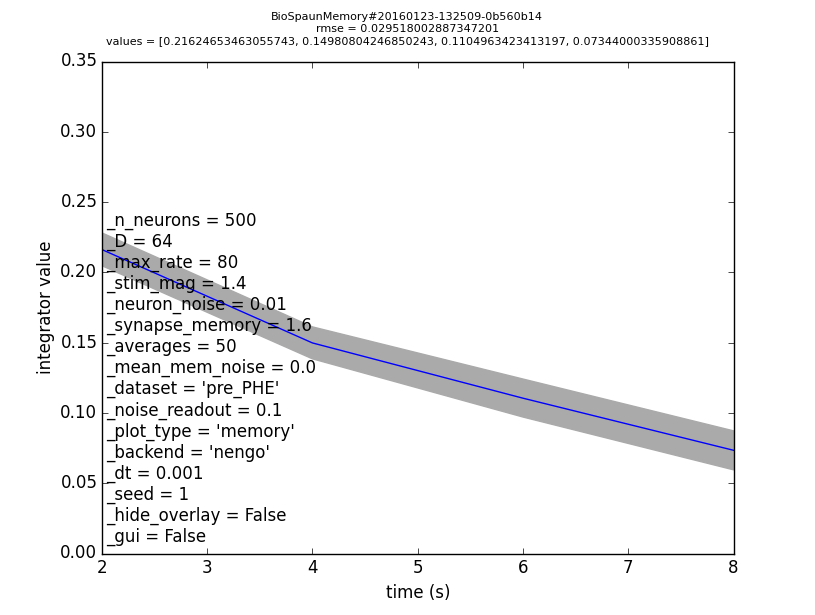 BioSpaunMemory#20160123-132509-0b560b14
rmse = 0.029518002887347201
values = [0.21624653463055743, 0.14980804246850243, 0.1104963423413197, 0.07344000335908861]
0.35
0.30
0.25
0.20
0.15
0.10
0.05
0.00
integrator value
_n_neurons = 500
_D = 64
_max_rate = 80
_stim_mag = 1.4
_neuron_noise = 0.01
_synapse_memory = 1.6
_averages = 50
_mean_mem_noise = 0.0
_dataset = 'pre_PHE'
_noise_readout = 0.1
_plot_type = 'memory'
_backend = 'nengo'
_dt = 0.001
_seed = 1
_hide_overlay = False
_gui = False
2 3 4 5 6 7 8
time (s)